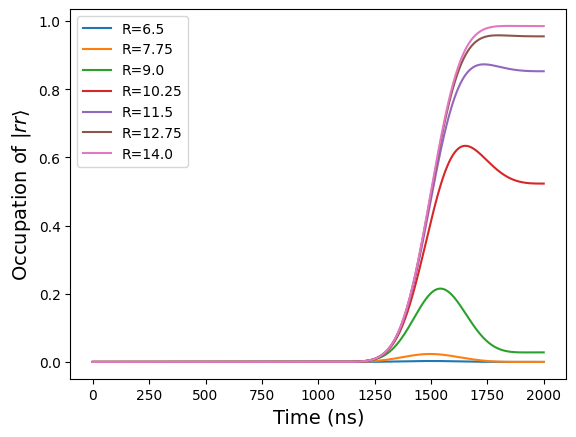 R=6.5
R=7.75
R=9.0
R=10.25
R=11.5
R=12.75
R=14.0
Occupation of |rr⟩
1.0
0.8
0.6
0.4
0.2
0.0
0 250 500 750 1000 1250 1500 1750 2000
Time (ns)